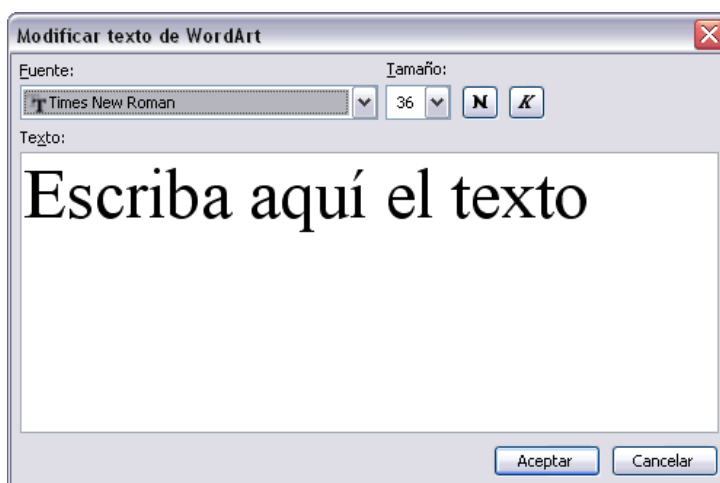 Modificar texto de WordArt
Fuente: Tamaño:
Times New Roman 36 N K
Texto:
Escriba aquí el texto
Aceptar Cancelar